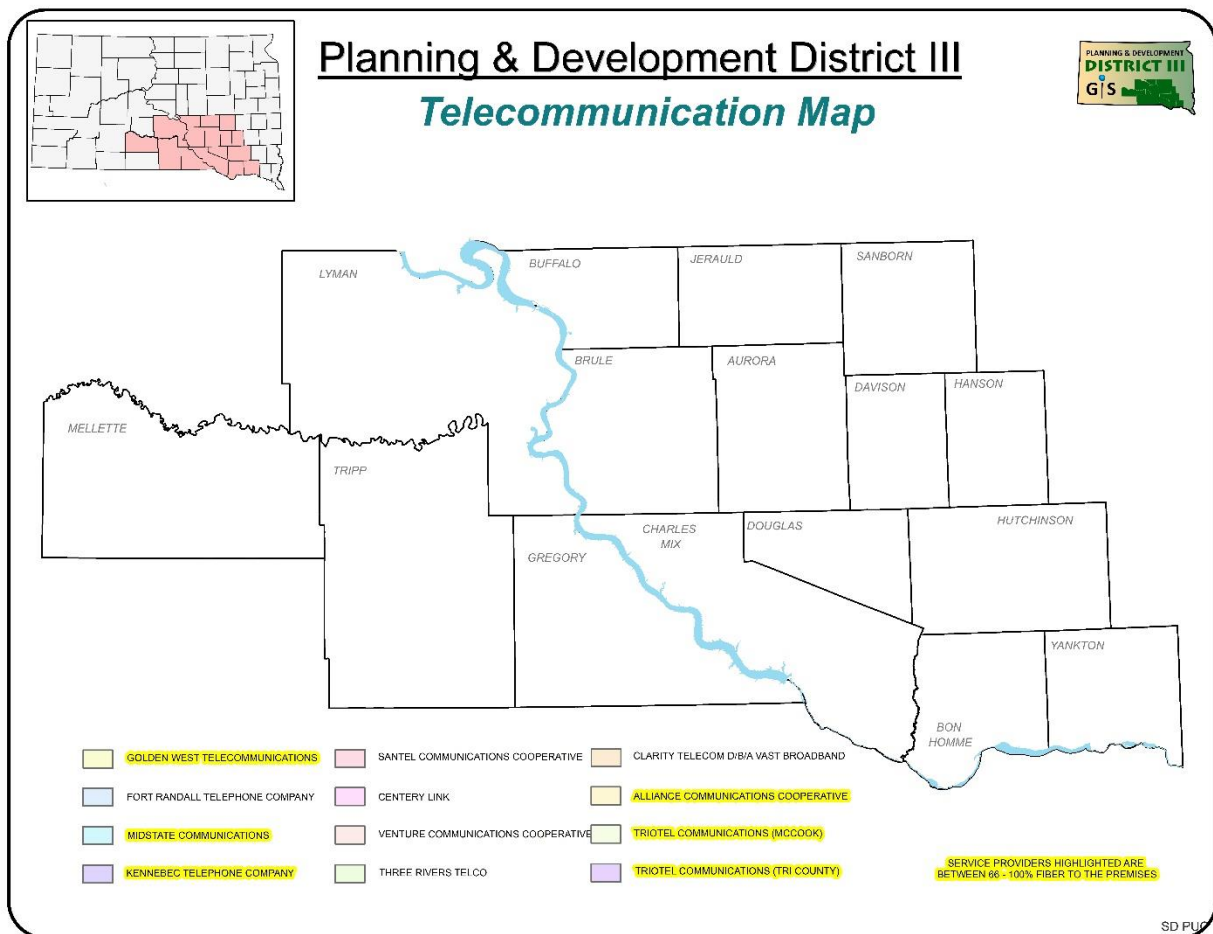 Planning & Development District III
Telecommunication Map
PLANNING & DEVELOPMENT
DISTRICT III
GIS
LYMAN
BUFFALO
JERAULD
SANBORN
BRULE
AURORA
DAVISON
HANSON
MELLETTE
TRIPP
GREGORY
CHARLES
MIX
DOUGLAS
HUTCHINSON
YANKTON
BON
HOMME
GOLDEN WEST TELECOMMUNICATIONS
FORT RANDALL TELEPHONE COMPANY
MIDSTATE COMMUNICATIONS
KENNEBEC TELEPHONE COMPANY
SANTEL COMMUNICATIONS COOPERATIVE
CENTERY LINK
VENTURE COMMUNICATIONS COOPERATIVE
THREE RIVERS TELCO
CLARITY TELECOM D/B/A VAST BROADBAND
ALLIANCE COMMUNICATIONS COOPERATIVE
TRIOTEL COMMUNICATIONS (MCCOOK)
TRIOTEL COMMUNICATIONS (TRI COUNTY)
SERVICE PROVIDERS HIGHLIGHTED ARE
BETWEEN 66 - 100% FIBER TO THE PREMISES
SD PUC